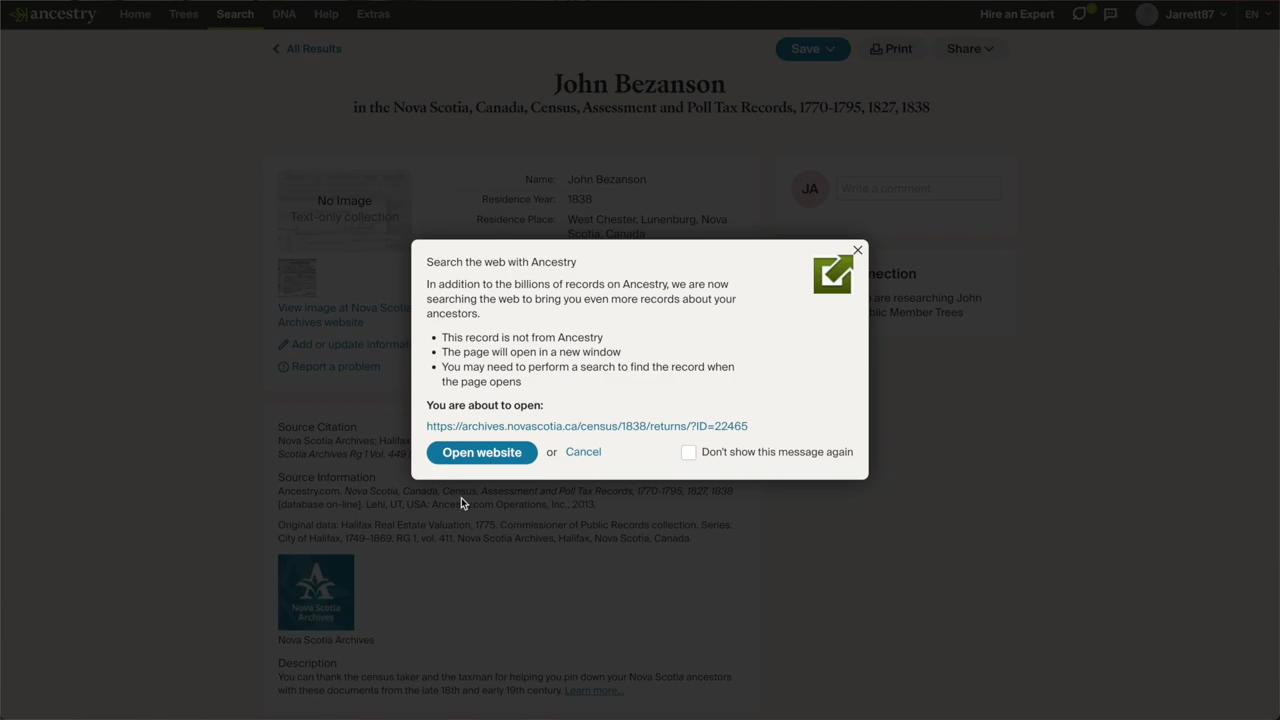 ancestry Home Trees Search DNA Help Extras Hire an Expert Jarrett87 EN
All Results Save Print Share
John Bezanson
in the Nova Scotia, Canada, Census, Assessment and Poll Tax Records, 1770-1795, 1827, 1838
No Image
Text-only collection
Name: John Bezanson
Residence Year: 1838
Residence Place: West Chester, Lunenburg, Nova
Scotia, Canada
JA Write a comment
View image at Nova Scotia
Archives website
Add or update informa
Report a problem
nection
are researching John
blic Member Trees
Search the web with Ancestry
In addition to the billions of records on Ancestry, we are now
searching the web to bring you even more records about your
ancestors.
• This record is not from Ancestry
• The page will open in a new window
• You may need to perform a search to find the record when
the page opens
You are about to open:
https://archives.novascotia.ca/census/1838/returns/?ID=22465
Open website or Cancel Don't show this message again
Source Citation
Nova Scotia Archives; Halifax
Scotia Archives Rg 1 Vol. 449
Source Information
Ancestry.com. Nova Scotia, Canada, Census, Assessment and Poll Tax Records, 1770-1795, 1827, 1838
[database on-line]. Lehi, UT, USA: Ancestry.com Operations, Inc., 2013.
Original data: Halifax Real Estate Valuation, 1775. Commissioner of Public Records collection. Series:
City of Halifax, 1749-1869. RG 1, vol. 411. Nova Scotia Archives, Halifax, Nova Scotia, Canada.
Nova Scotia
Archives
Nova Scotia Archives
Description
You can thank the census taker and the taxman for helping you pin down your Nova Scotia ancestors
with these documents from the late 18th and early 19th century. Learn more...